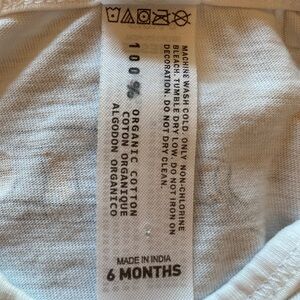 MACHINE WASH COLD. ONLY NON-CHLORINE
BLEACH. TUMBLE DRY LOW. DO NOT IRON ON
DECORATION. DO NOT DRY CLEAN.
100% ORGANIC COTTON
COTON ORGANIQUE
ALGODON ORGANICO
MADE IN INDIA
6 MONTHS